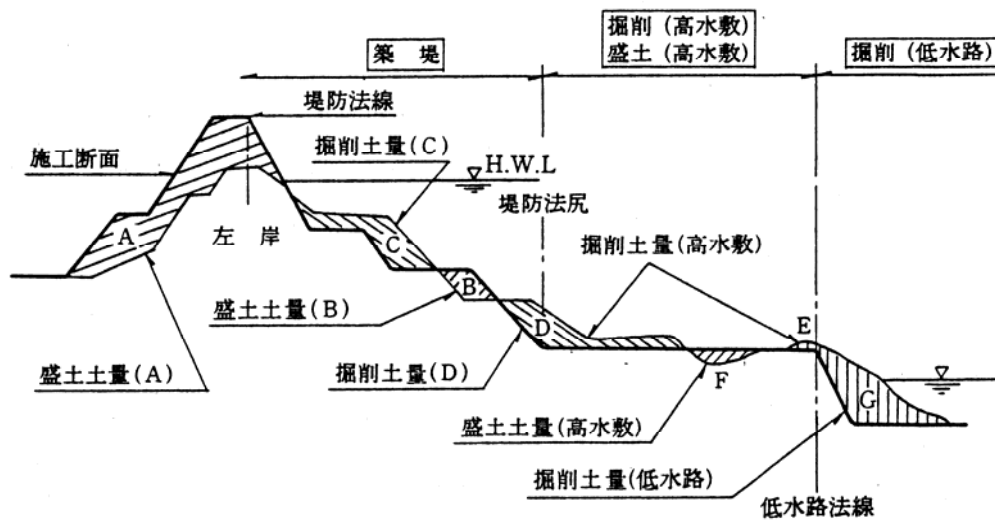 築 堤
掘削 (高水敷)
盛土 (高水敷)
掘削 (低水路)
堤防法線
掘削土量(C)
施工断面
H.W.L
堤防法尻
A
左 岸
C
掘削土量(高水敷)
B
盛土土量(B)
D
E
盛土土量(A)
掘削土量(D)
F
G
盛土土量(高水敷)
掘削土量(低水路)
低水路法線